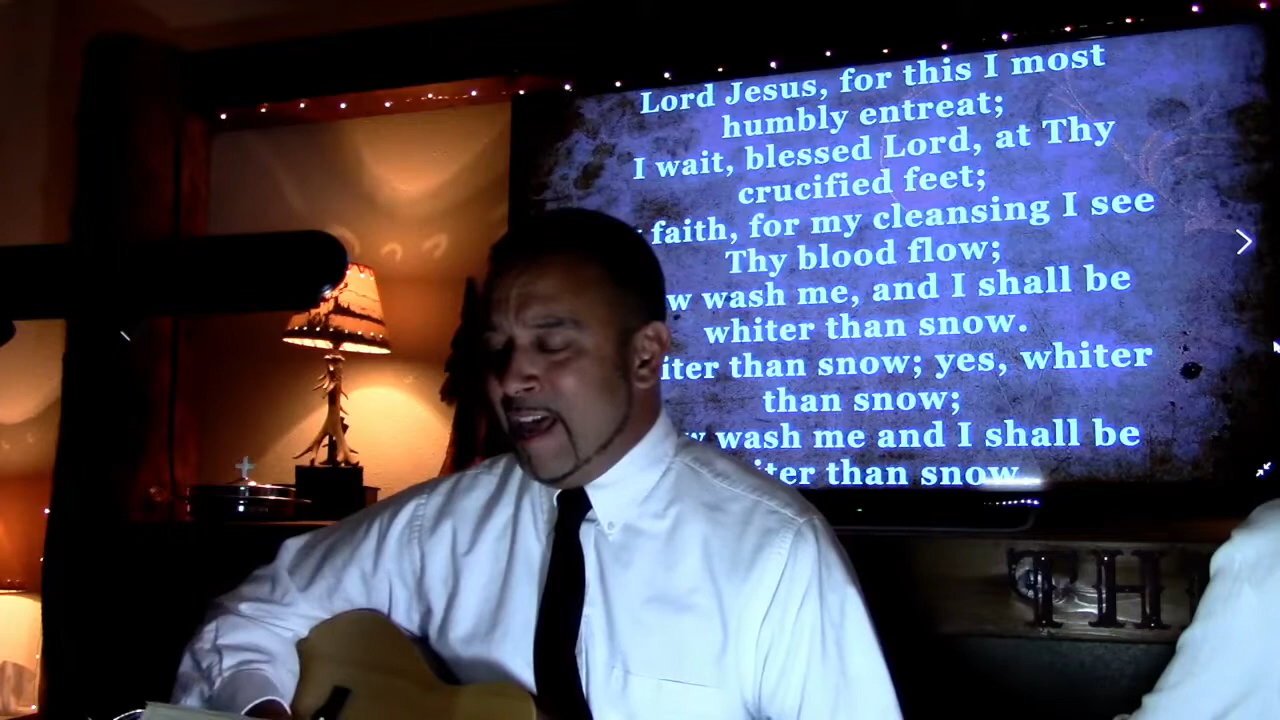 Lord Jesus, for this I most
humbly entreat;
I wait, blessed Lord, at Thy
crucified feet;
faith, for my cleansing I see
Thy blood flow;
w wash me, and I shall be
whiter than snow.
iter than snow; yes, whiter
than snow;
w wash me and I shall be
iter than snow
TH